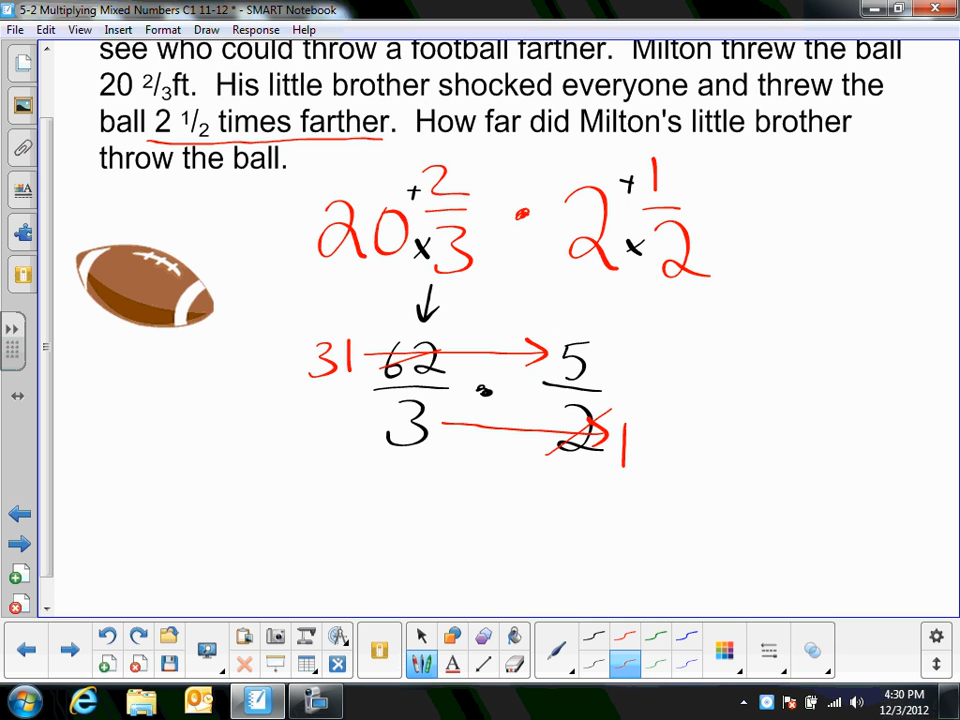 5-2 Multiplying Mixed Numbers C1 11-12 * - SMART Notebook
File Edit View Insert Format Draw Response Help
see who could throw a football farther. Milton threw the ball
20 2/3ft. His little brother shocked everyone and threw the
ball 2 1/2 times farther. How far did Milton's little brother
throw the ball.
20 + 2/3 x • 2 + 1/2 x
31 62/3 • 5/2 1
A
4:30 PM
12/3/2012